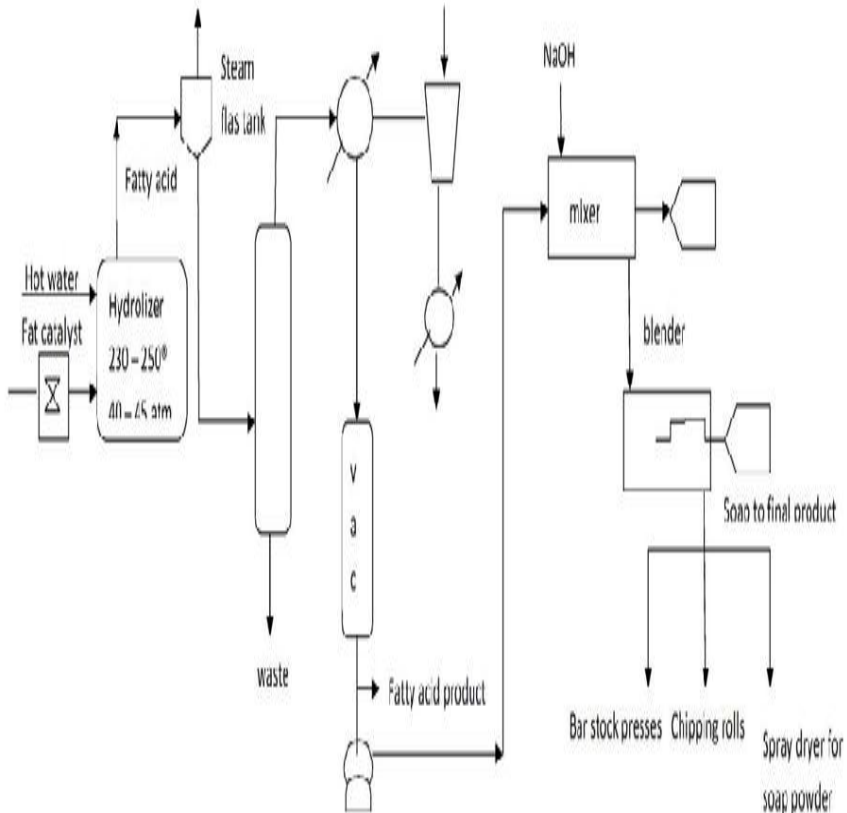 Steam
flas tank
NaOH
Fatty acid
mixer
Hot water
Fat catalyst
Hydrolizer
230 – 250°
40 – 45 atm
blender
v
a
c
Soap to final product
waste
Fatty acid product
Bar stock presses
Chipping rolls
Spray dryer for
soap powder